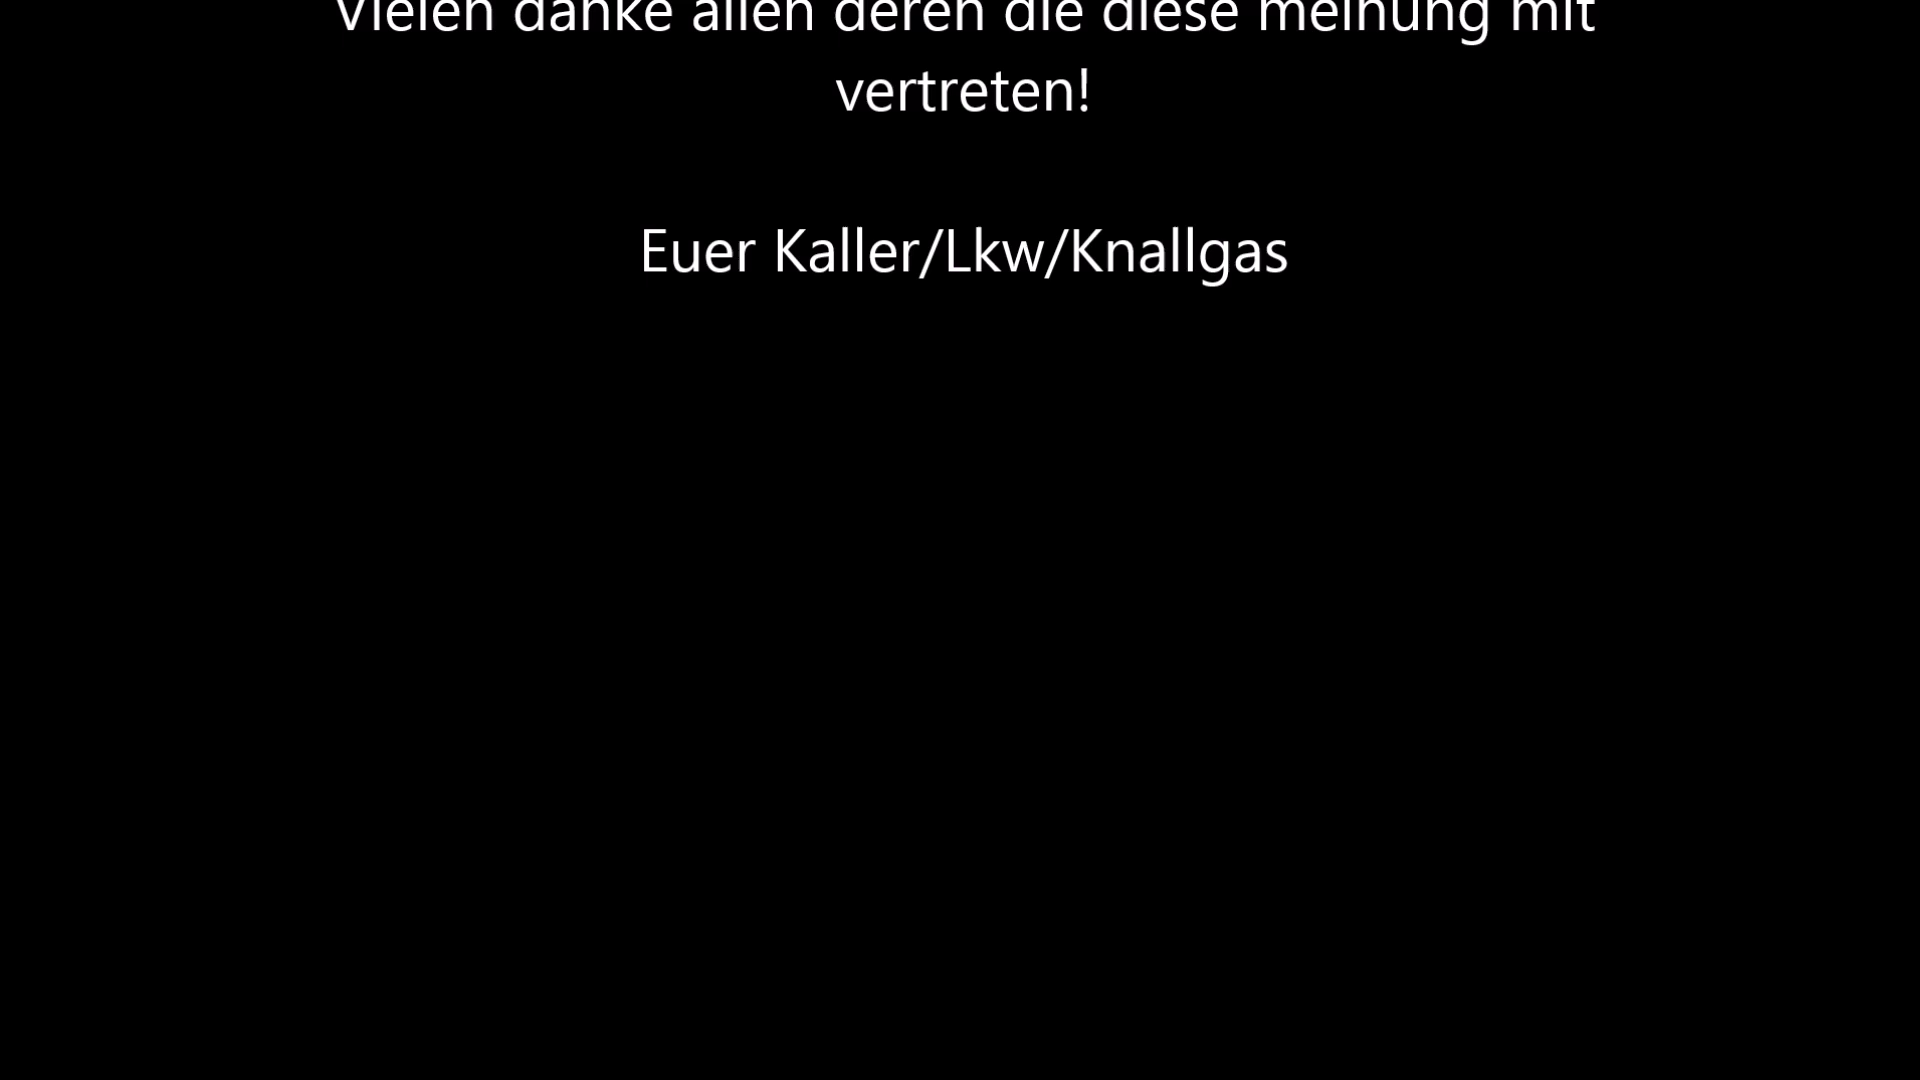 Vielen danke allen deren die diese meinung mit
vertreten!
Euer Kaller/Lkw/Knallgas